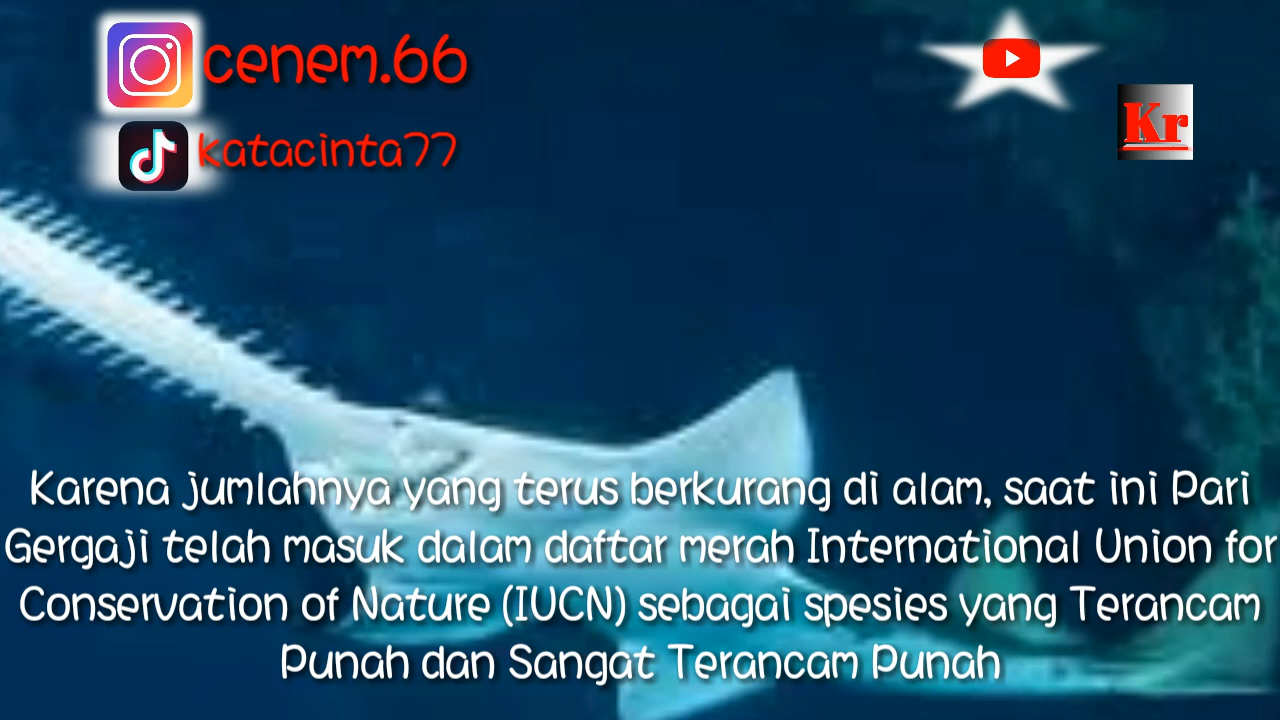 cenem.66
katacinta77
Kr
Karena jumlahnya yang terus berkurang di alam, saat ini Pari
Gergaji telah masuk dalam daftar merah International Union for
Conservation of Nature (IUCN) sebagai spesies yang Terancam
Punah dan Sangat Terancam Punah